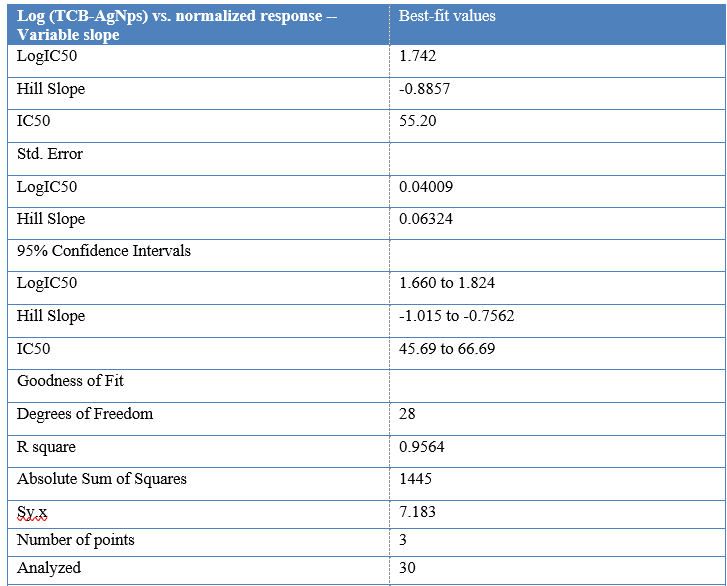 Log (TCB-AgNps) vs. normalized response -- Best-fit values
Variable slope
LogIC50 1.742
Hill Slope -0.8857
IC50 55.20
Std. Error
LogIC50 0.04009
Hill Slope 0.06324
95% Confidence Intervals
LogIC50 1.660 to 1.824
Hill Slope -1.015 to -0.7562
IC50 45.69 to 66.69
Goodness of Fit
Degrees of Freedom 28
R square 0.9564
Absolute Sum of Squares 1445
Sy.x 7.183
Number of points 3
Analyzed 30